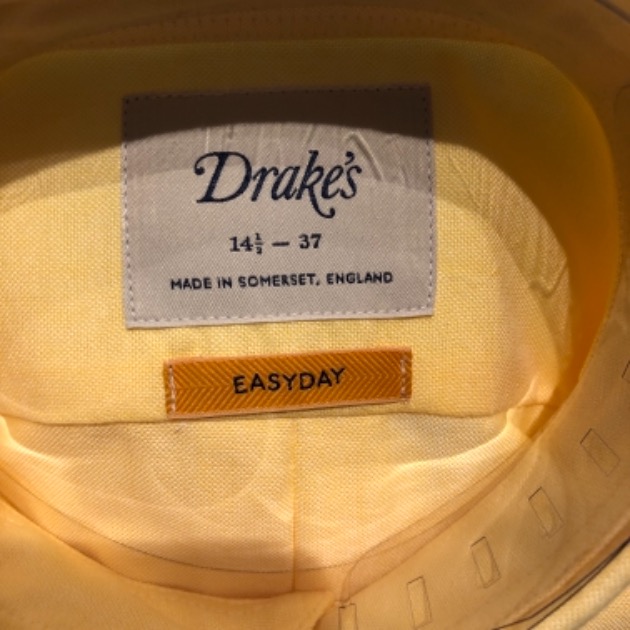 Drake's
14½ — 37
MADE IN SOMERSET, ENGLAND
EASYDAY